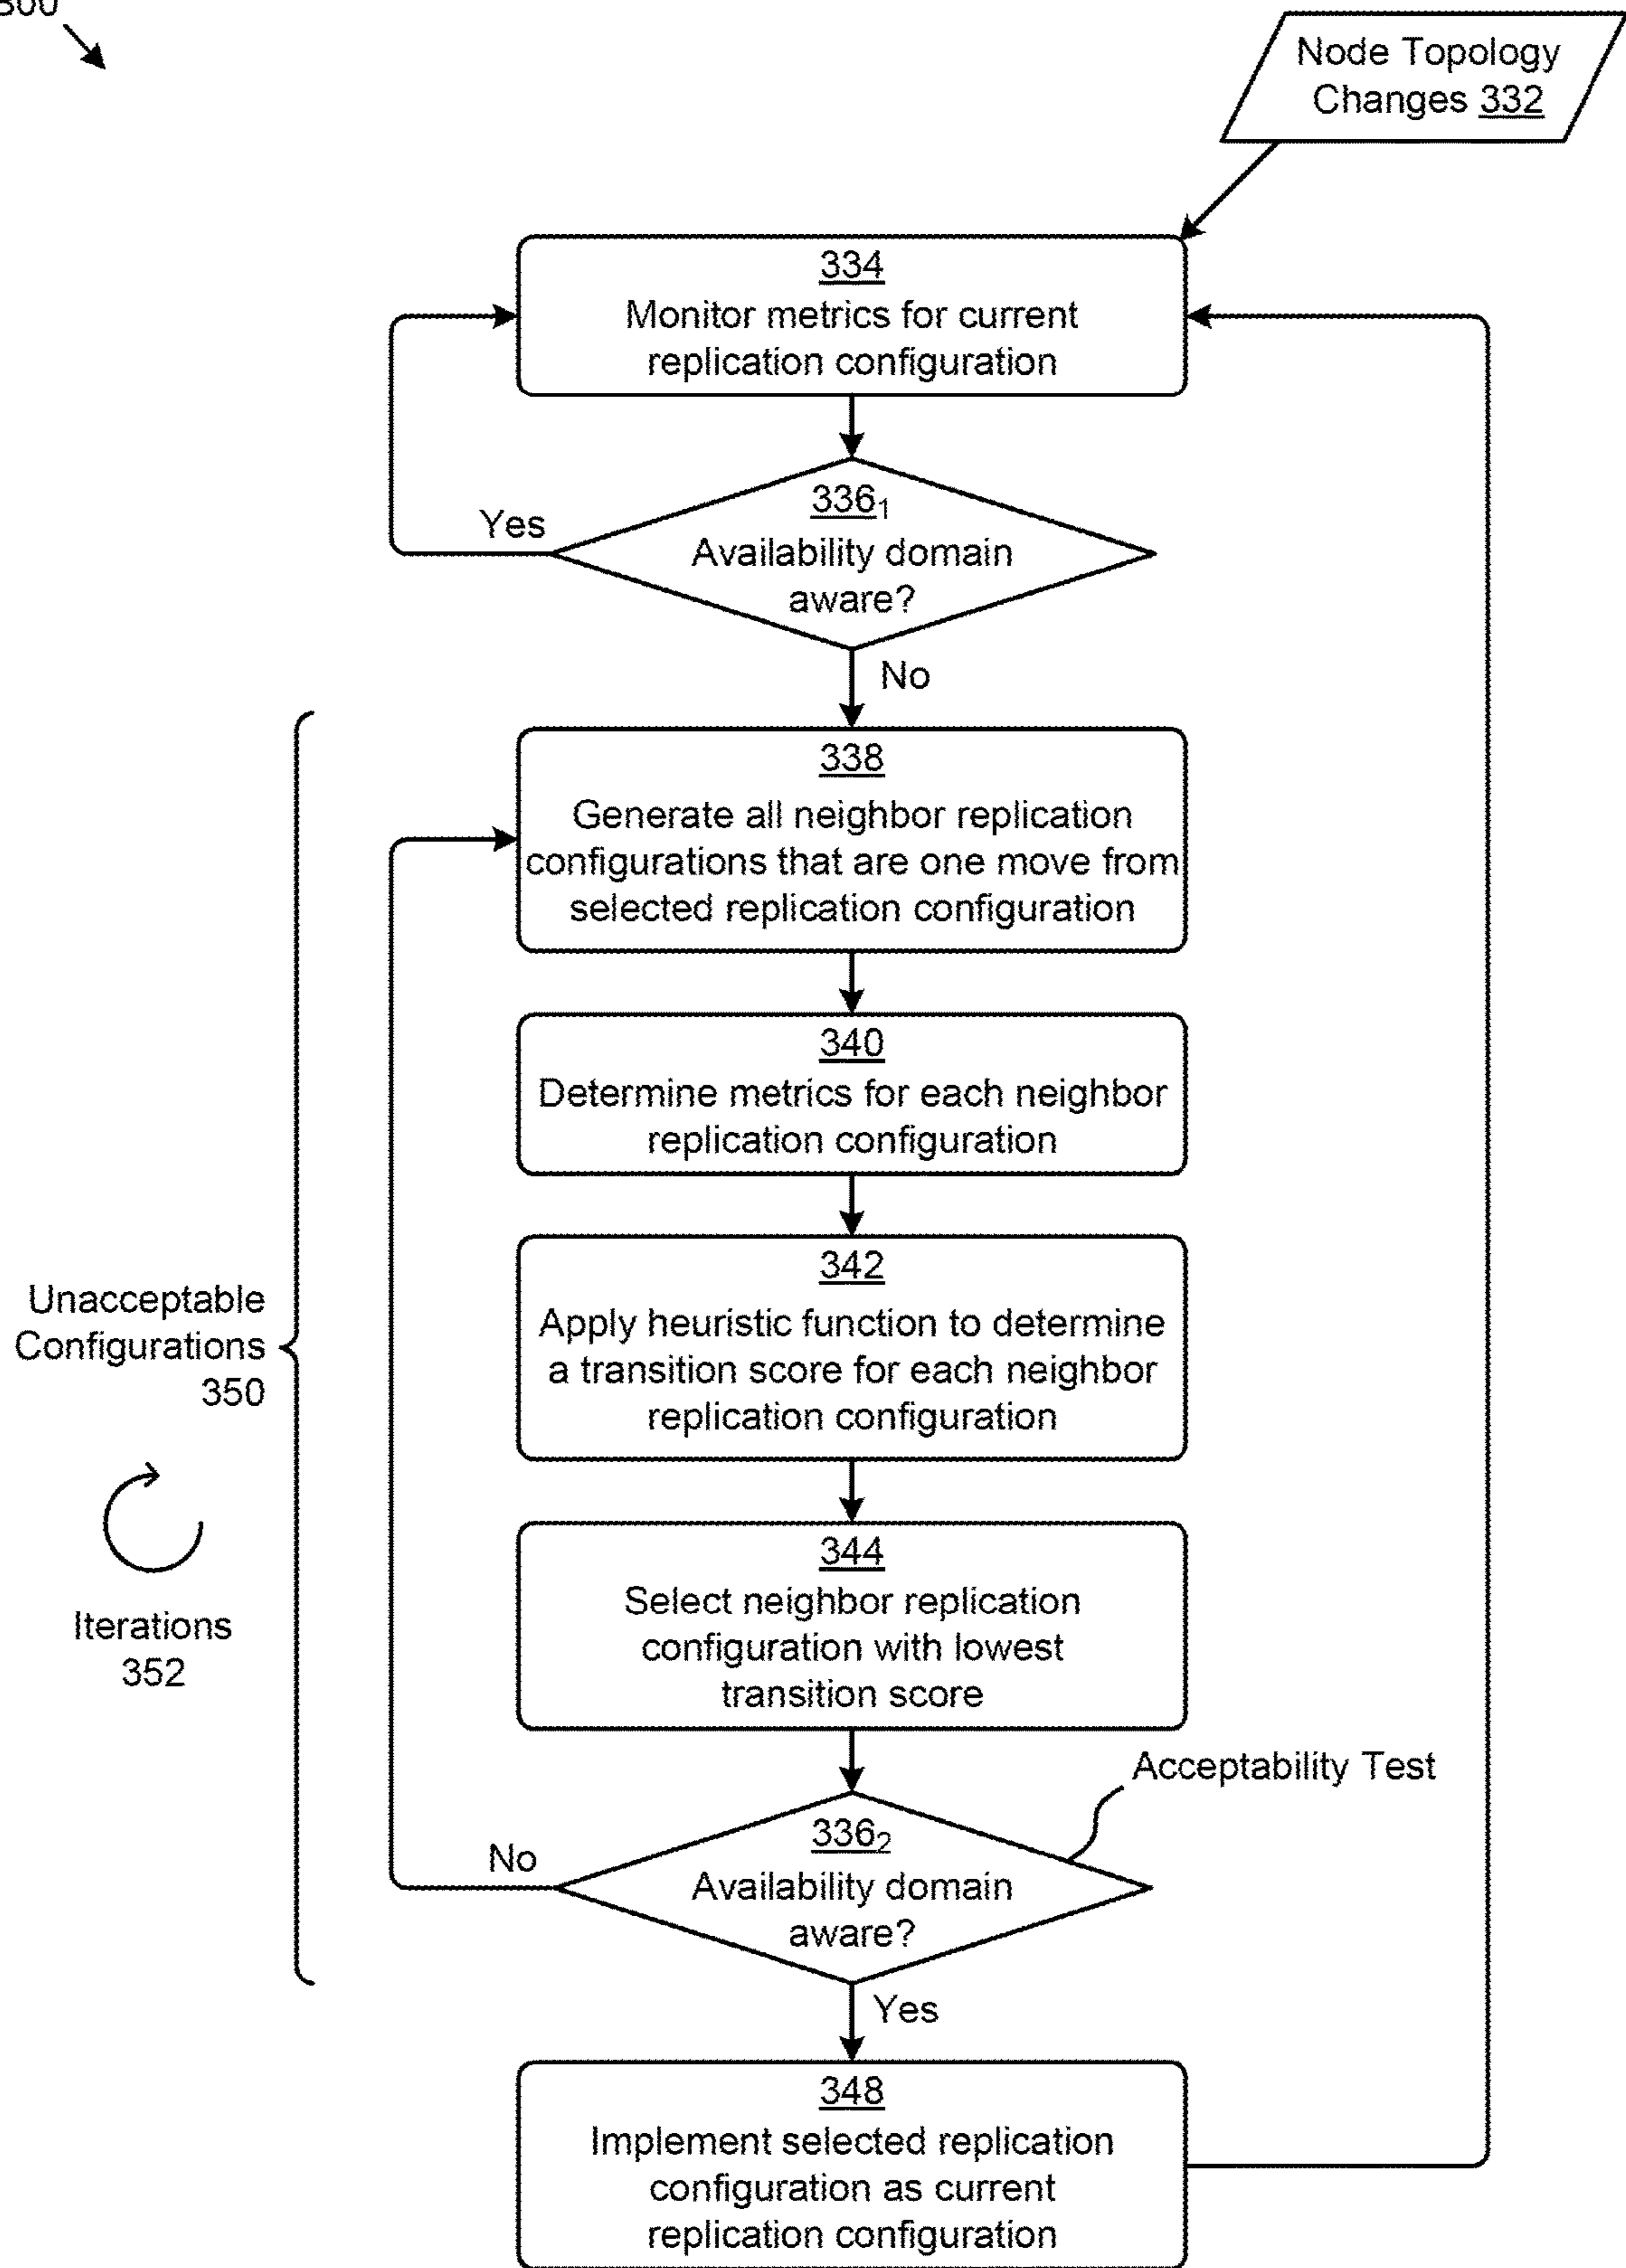 Node Topology
Changes 332
334
Monitor metrics for current
replication configuration
336₁
Availability domain
aware?
Yes
No
338
Generate all neighbor replication
configurations that are one move from
selected replication configuration
340
Determine metrics for each neighbor
replication configuration
342
Apply heuristic function to determine
a transition score for each neighbor
replication configuration
Unacceptable
Configurations
350
Iterations
352
344
Select neighbor replication
configuration with lowest
transition score
Acceptability Test
336₂
Availability domain
aware?
No
Yes
348
Implement selected replication
configuration as current
replication configuration